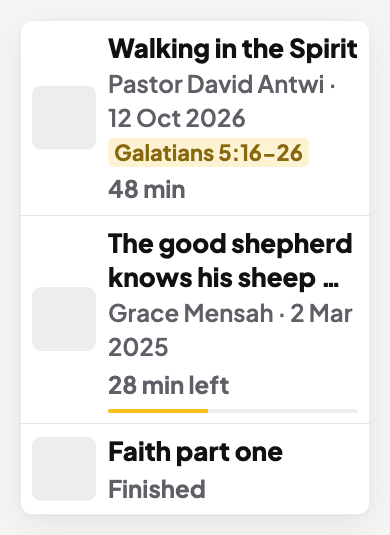 Walking in the Spirit
Pastor David Antwi ·
12 Oct 2026
Galatians 5:16–26
48 min
The good shepherd
knows his sheep ...
Grace Mensah · 2 Mar
2025
28 min left
Faith part one
Finished